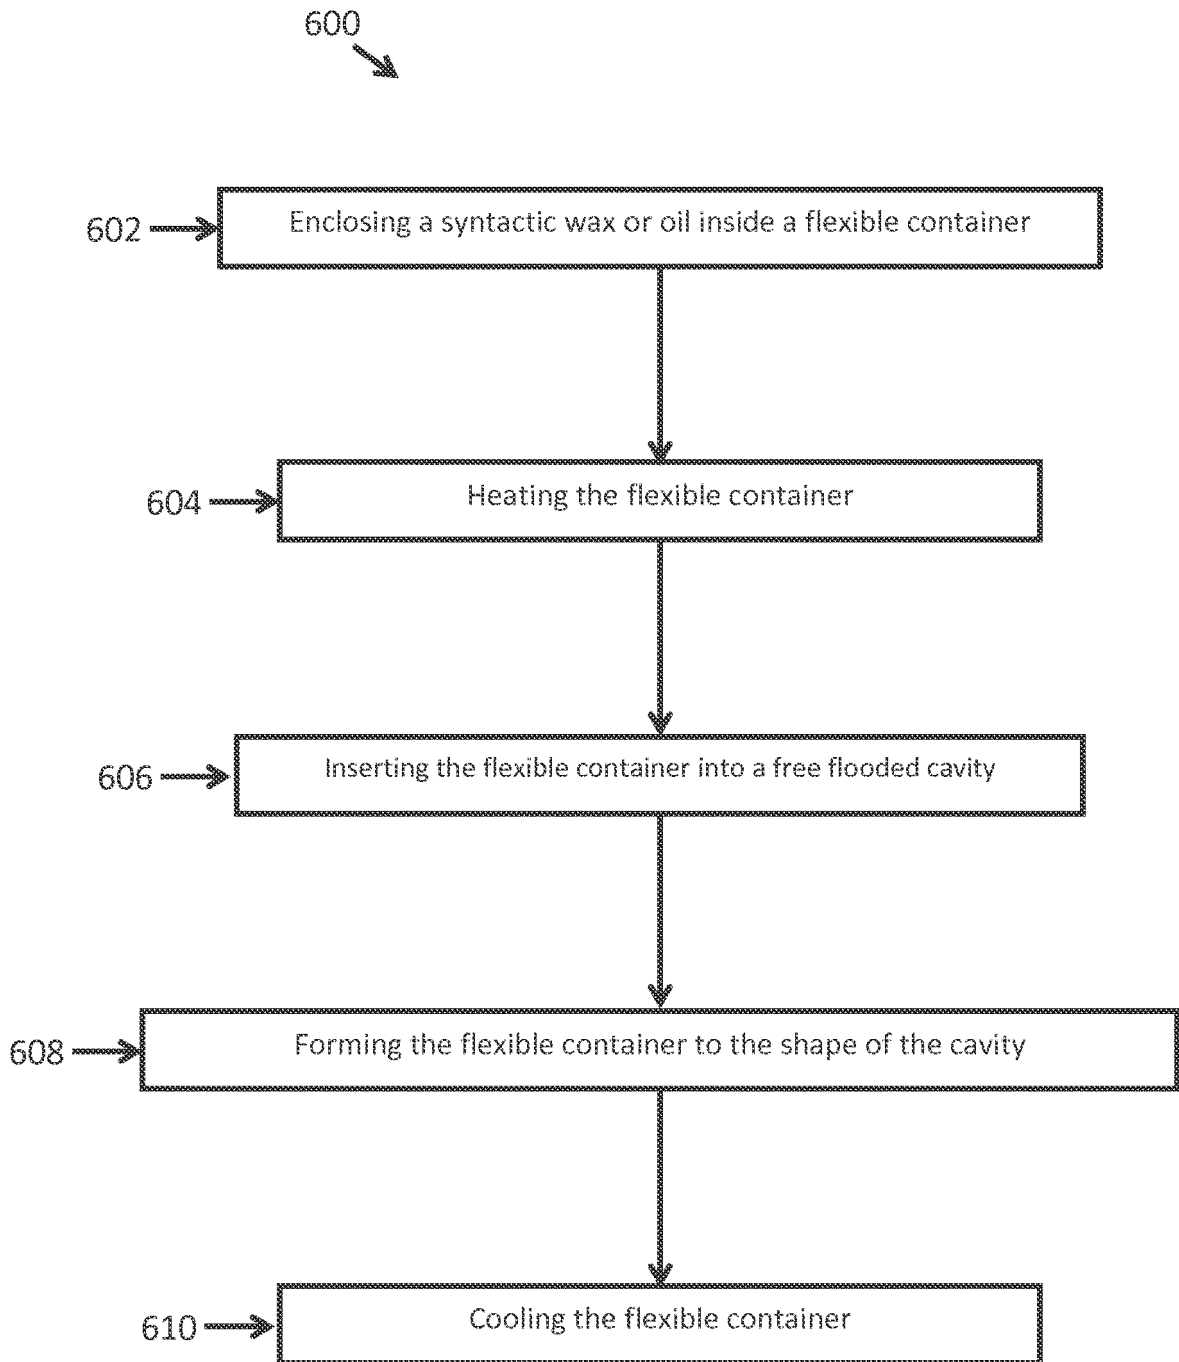 600
602
Enclosing a syntactic wax or oil inside a flexible container
604
Heating the flexible container
606
Inserting the flexible container into a free flooded cavity
608
Forming the flexible container to the shape of the cavity
610
Cooling the flexible container